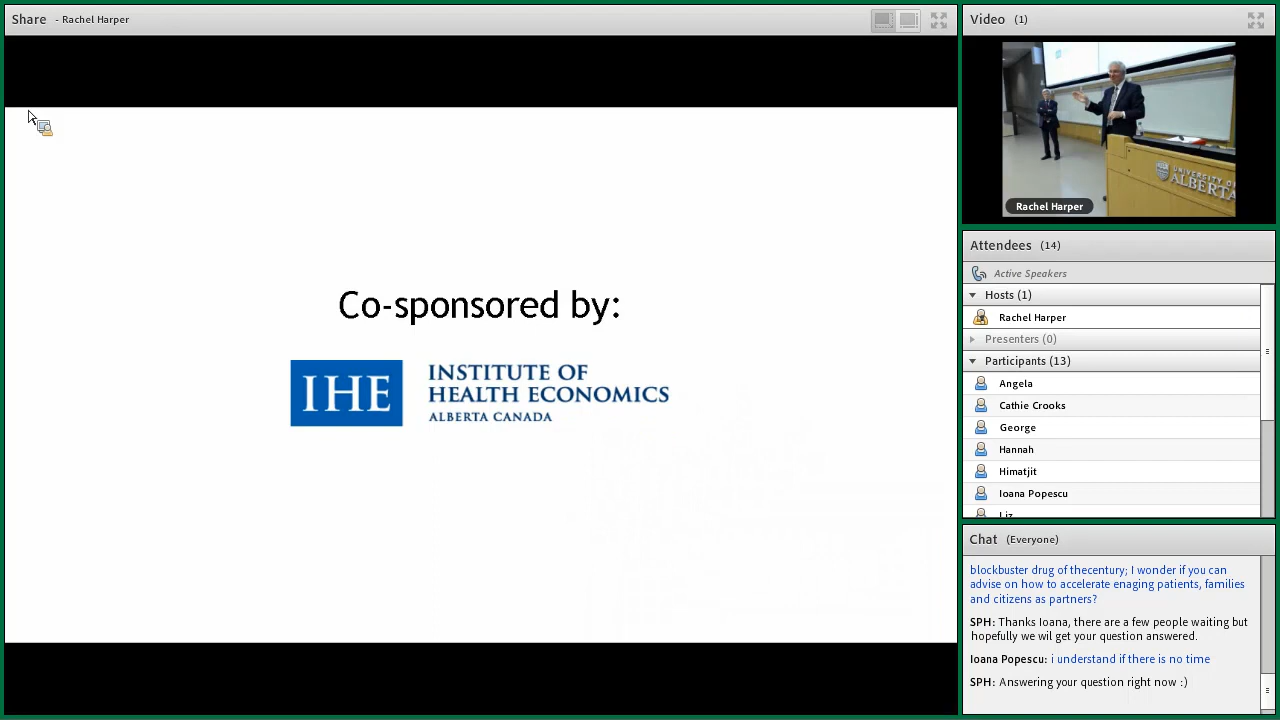 Share - Rachel Harper
Co-sponsored by:
IHE
INSTITUTE OF
HEALTH ECONOMICS
ALBERTA CANADA
Video (1)
UNIVERSITY OF
ALBERTA
Rachel Harper
Attendees (14)
Active Speakers
Hosts (1)
Rachel Harper
Presenters (0)
Participants (13)
Angela
Cathie Crooks
George
Hannah
Himatjit
Ioana Popescu
Liz
Chat (Everyone)
blockbuster drug of thecentury; I wonder if you can
advise on how to accelerate enaging patients, families
and citizens as partners?
SPH: Thanks Ioana, there are a few people waiting but
hopefully we wil get your question answered.
Ioana Popescu: i understand if there is no time
SPH: Answering your question right now :)